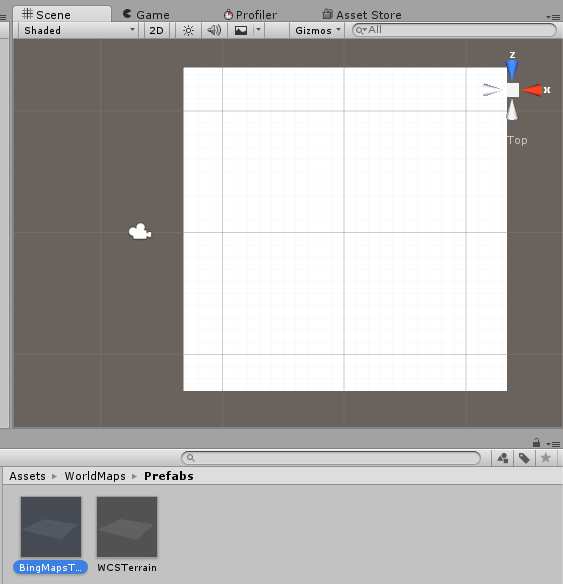 Scene Game Profiler Asset Store
Shaded 2D Gizmos All
z
x
Top
Assets WorldMaps Prefabs
BingMapsT... WCSTerrain